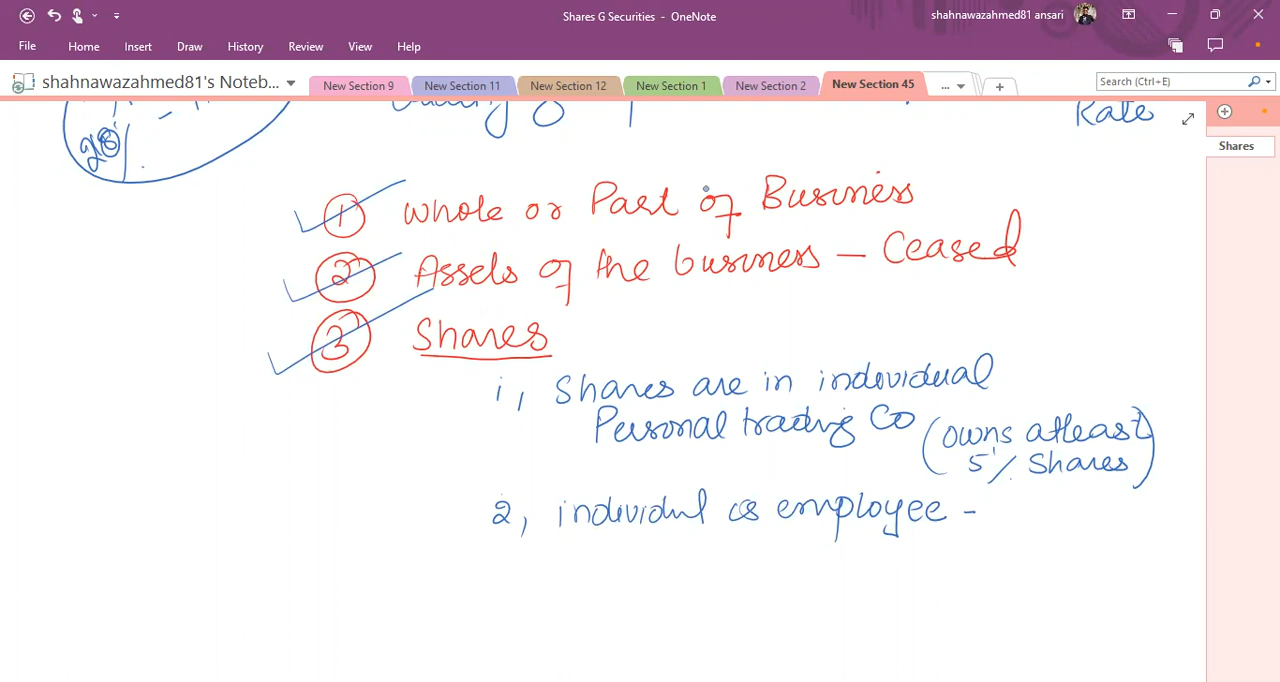 Shares G Securities - OneNote
shahnawazahmed81 ansari
File Home Insert Draw History Review View Help
shahnawazahmed81's Noteb...
New Section 9
New Section 11
New Section 12
New Section 1
New Section 2
New Section 45
...
Search (Ctrl+E)
Shares
Rate
28%
1 Whole or Part of Business
2 Assets of the business - Ceased
3 Shares
i, Shares are in individual
Personal trading Co (owns atleast
5% Shares)
2, individul as employee -